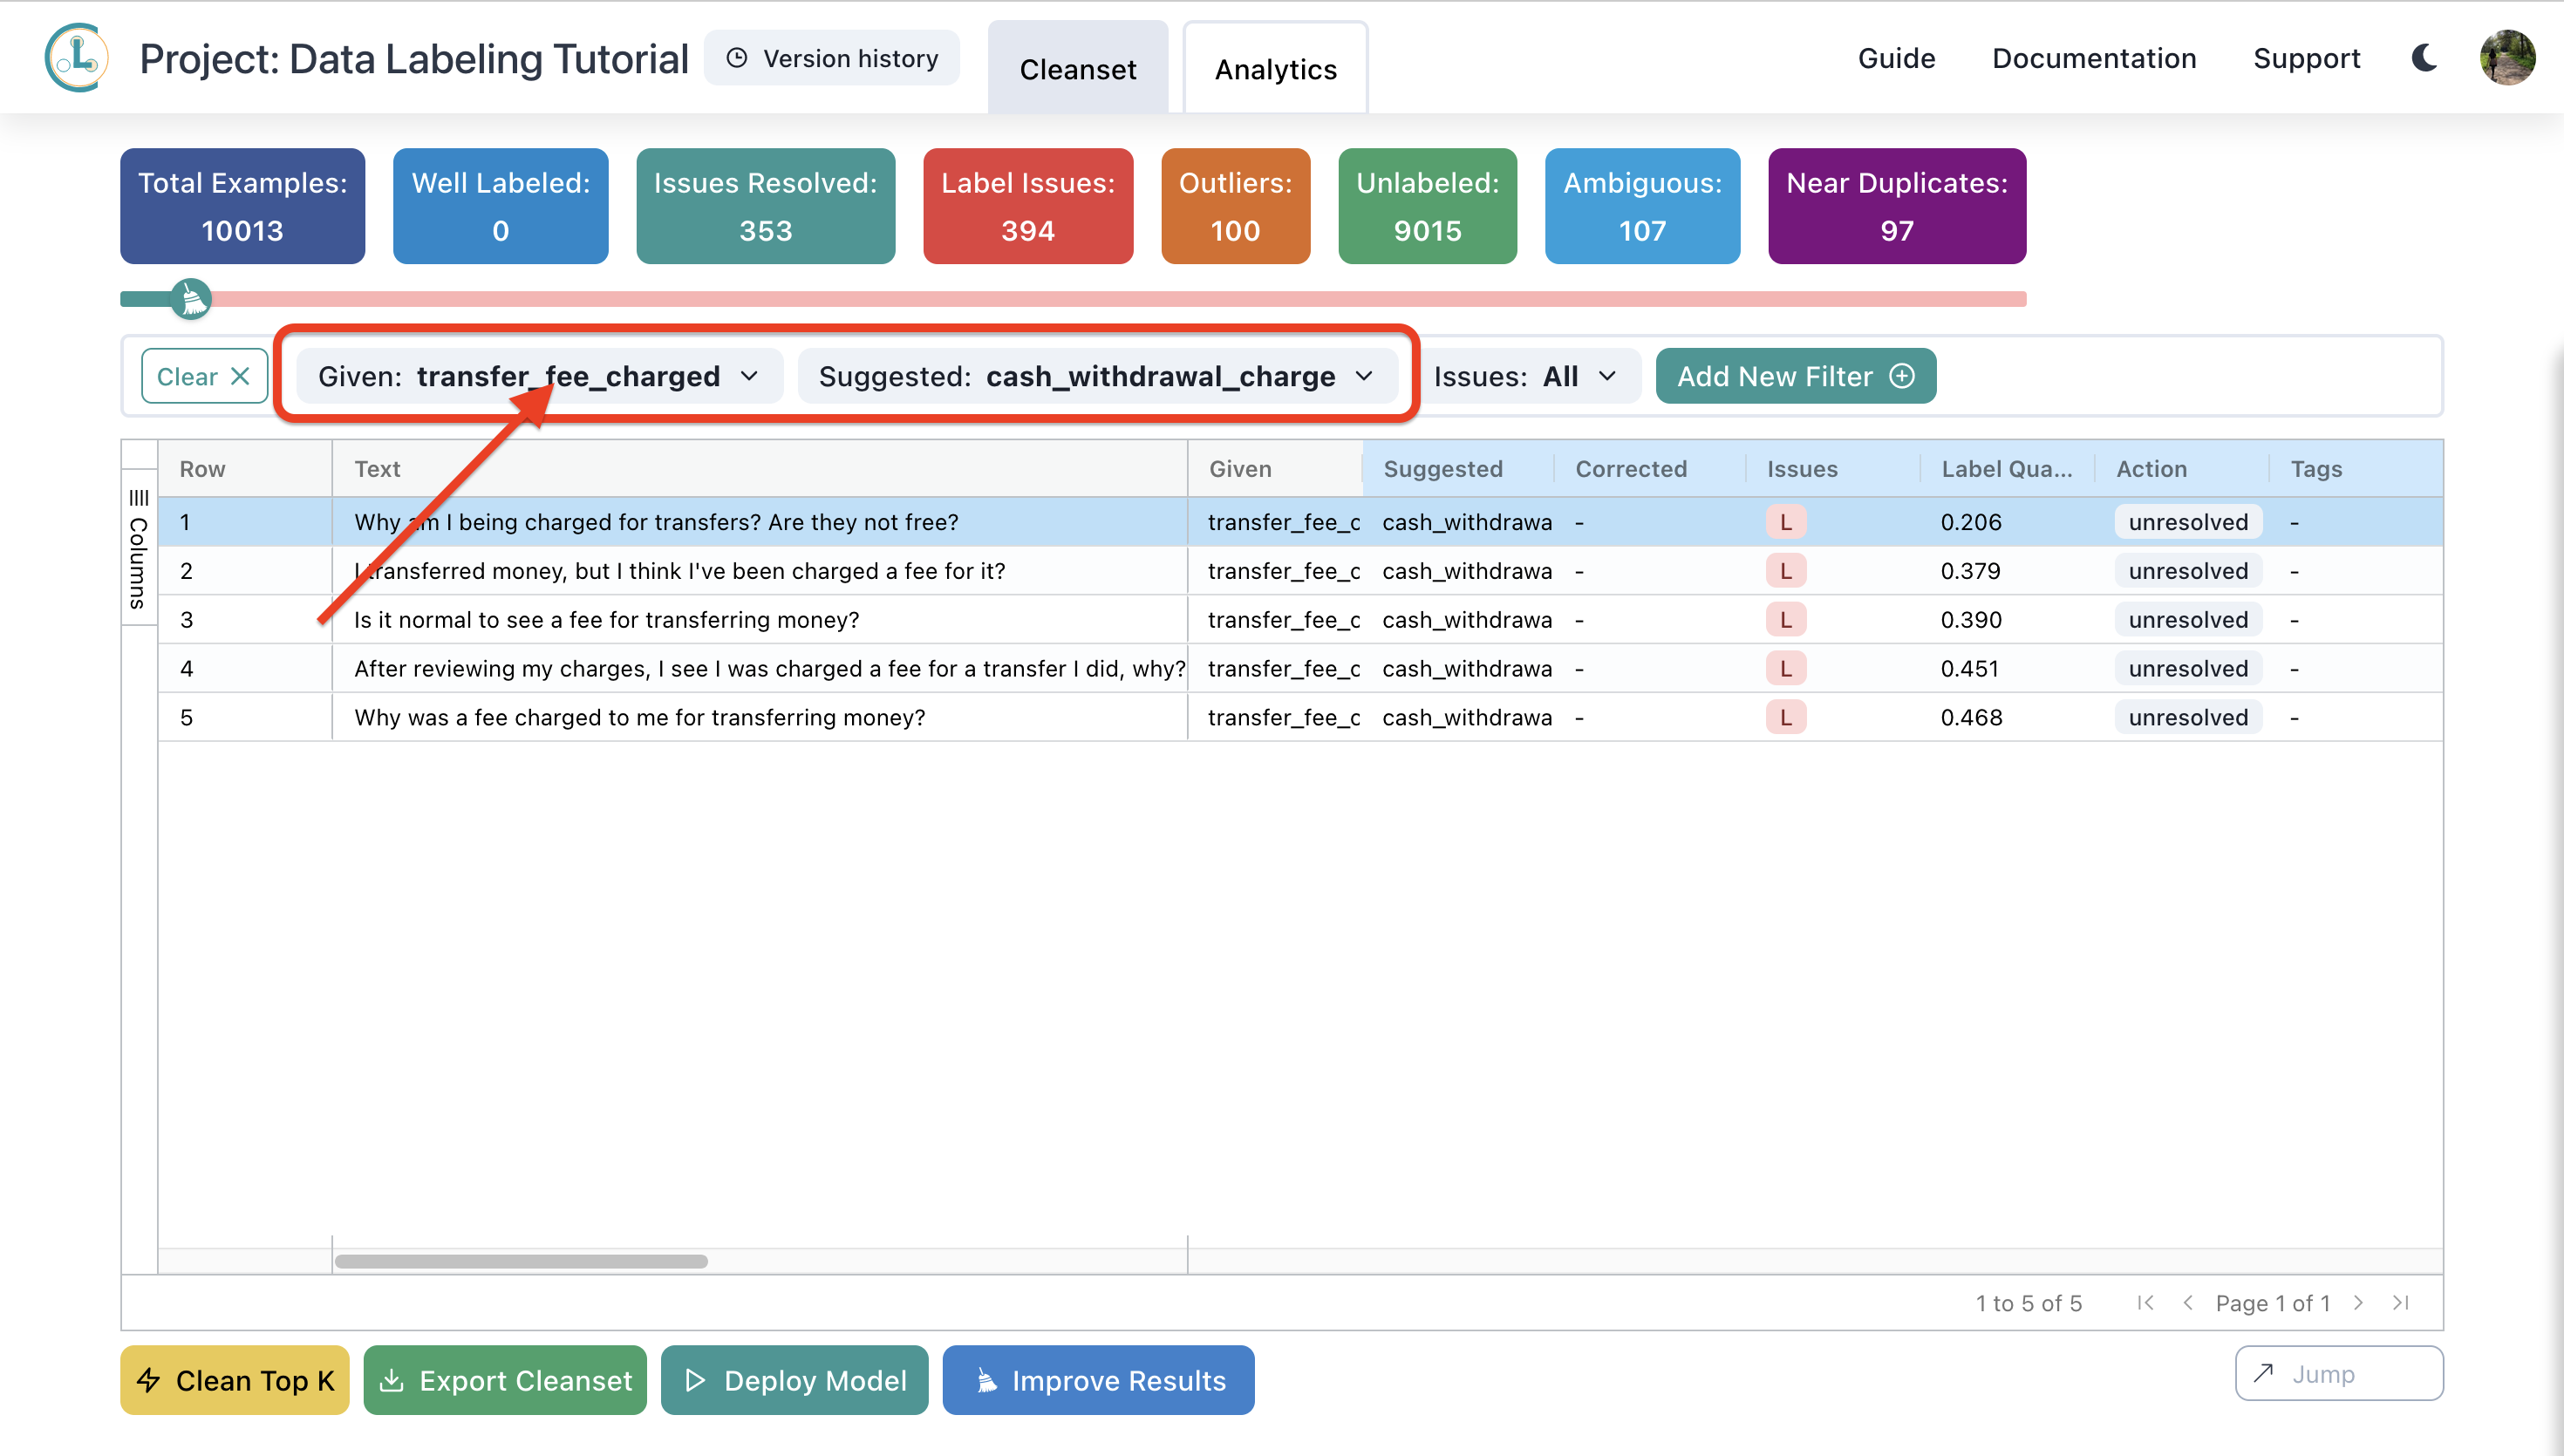 Project: Data Labeling Tutorial Version history Cleanset Analytics Guide Documentation Support
Total Examples: Well Labeled: Issues Resolved: Label Issues: Outliers: Unlabeled: Ambiguous: Near Duplicates:
10013 0 353 394 100 9015 107 97
Clear Given: transfer_fee_charged Suggested: cash_withdrawal_charge Issues: All Add New Filter
Columns
Row Text Given Suggested Corrected Issues Label Qua... Action Tags
1 Why am I being charged for transfers? Are they not free? transfer_fee_c cash_withdrawa - L 0.206 unresolved -
2 I transferred money, but I think I've been charged a fee for it? transfer_fee_c cash_withdrawa - L 0.379 unresolved -
3 Is it normal to see a fee for transferring money? transfer_fee_c cash_withdrawa - L 0.390 unresolved -
4 After reviewing my charges, I see I was charged a fee for a transfer I did, why? transfer_fee_c cash_withdrawa - L 0.451 unresolved -
5 Why was a fee charged to me for transferring money? transfer_fee_c cash_withdrawa - L 0.468 unresolved -
1 to 5 of 5 Page 1 of 1
Clean Top K Export Cleanset Deploy Model Improve Results Jump